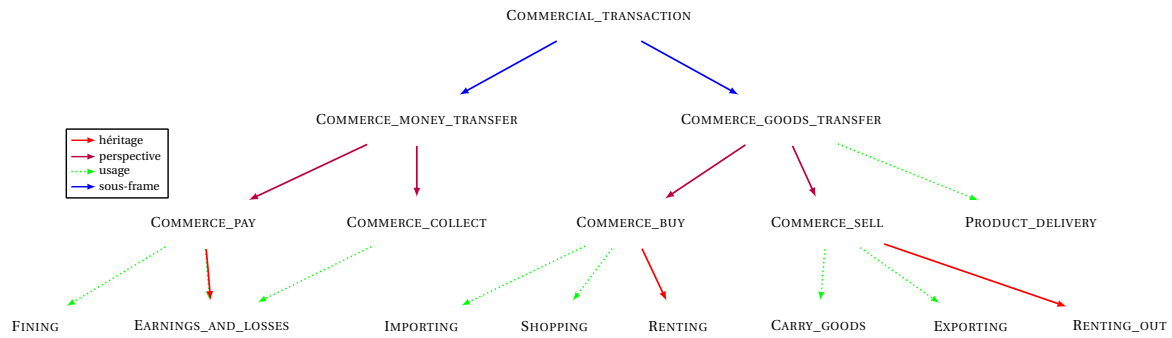 COMMERCIAL_TRANSACTION
COMMERCE_MONEY_TRANSFER COMMERCE_GOODS_TRANSFER
héritage
perspective
usage
sous-frame
COMMERCE_PAY COMMERCE_COLLECT COMMERCE_BUY COMMERCE_SELL PRODUCT_DELIVERY
FINING EARNINGS_AND_LOSSES IMPORTING SHOPPING RENTING CARRY_GOODS EXPORTING RENTING_OUT